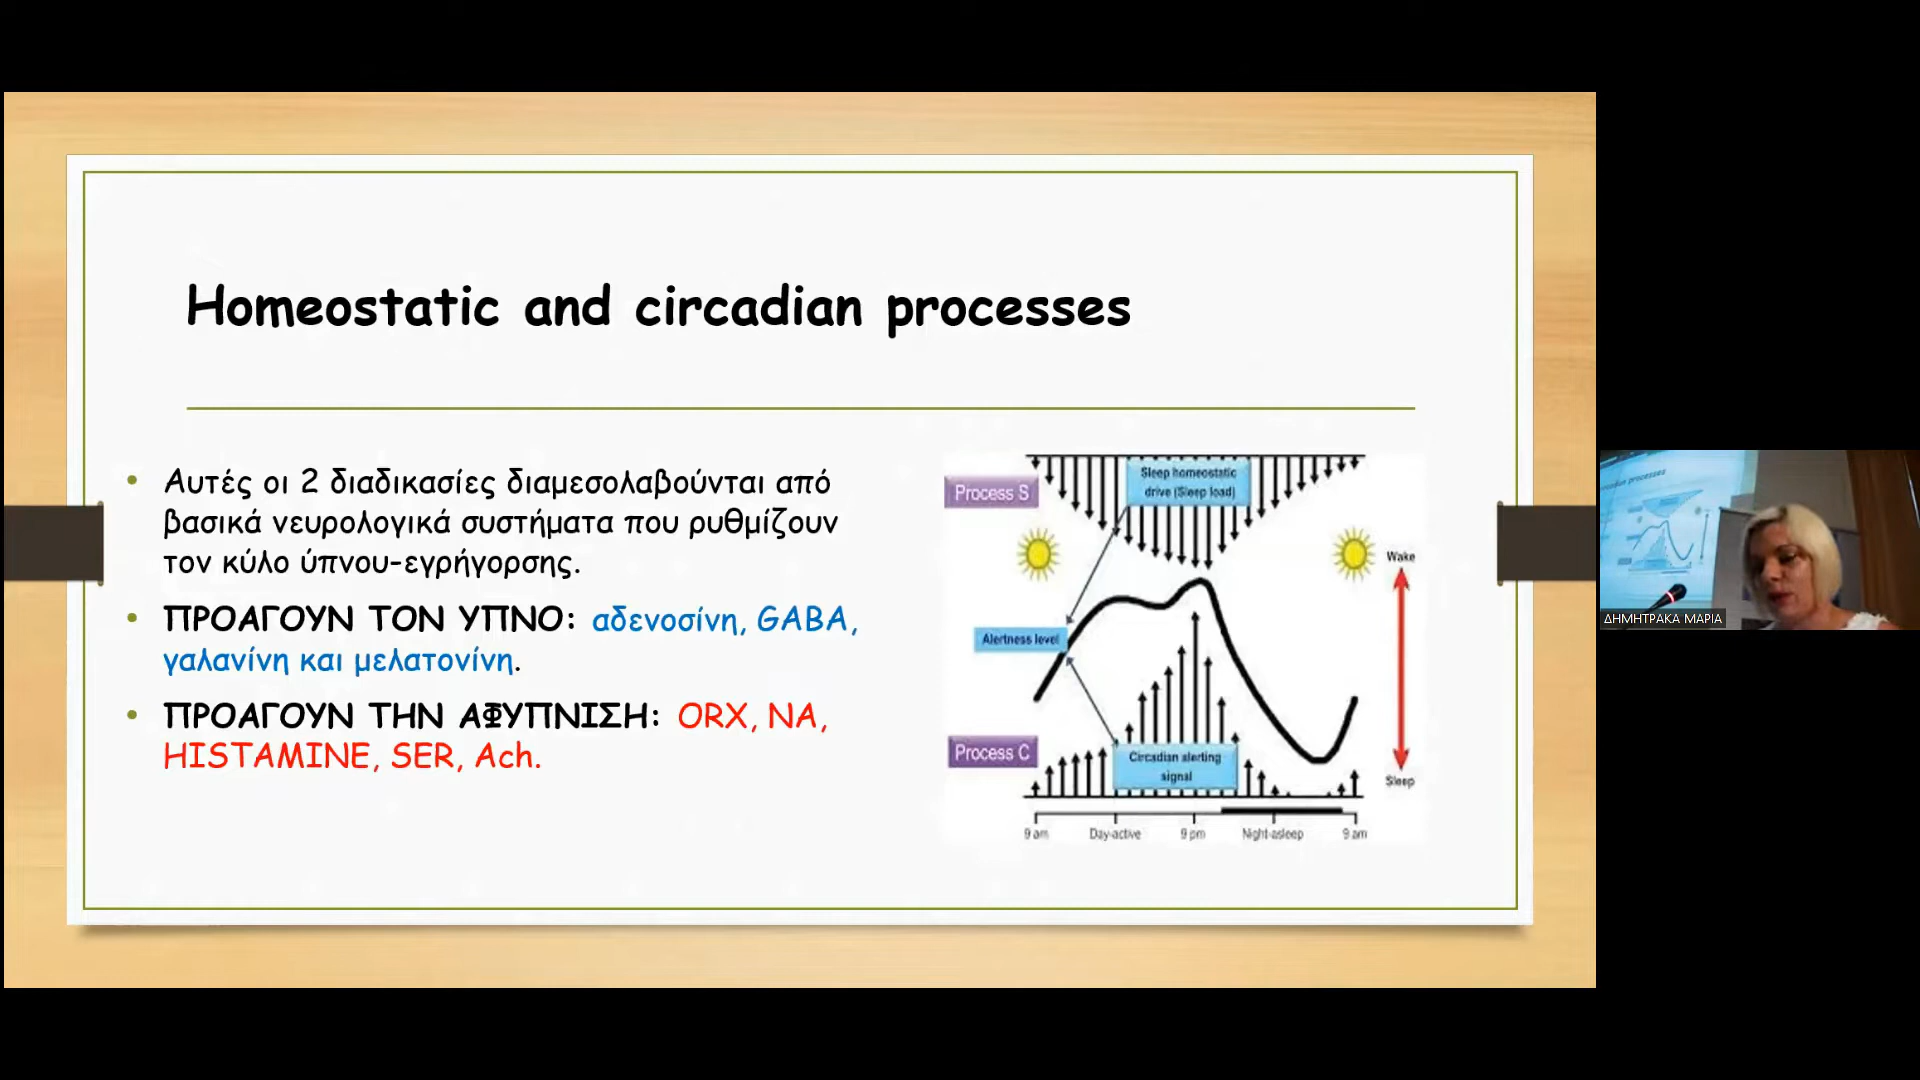 Homeostatic and circadian processes
• Αυτές οι 2 διαδικασίες διαμεσολαβούνται από
βασικά νευρολογικά συστήματα που ρυθμίζουν
τον κύλο ύπνου-εγρήγορσης.
• ΠΡΟΑΓΟΥΝ ΤΟΝ ΥΠΝΟ: αδενοσίνη, GABA,
γαλανίνη και μελατονίνη.
• ΠΡΟΑΓΟΥΝ ΤΗΝ ΑΦΥΠΝΙΣΗ: ORX, NA,
HISTAMINE, SER, Ach.
Process S
Sleep homeostatic
drive (Sleep load)
Wake
Alertness level
Process C
Circadian alerting
signal
Sleep
9 am Day-active 9 pm Night-asleep 9 am
ΔΗΜΗΤΡΑΚΑ ΜΑΡΙΑ